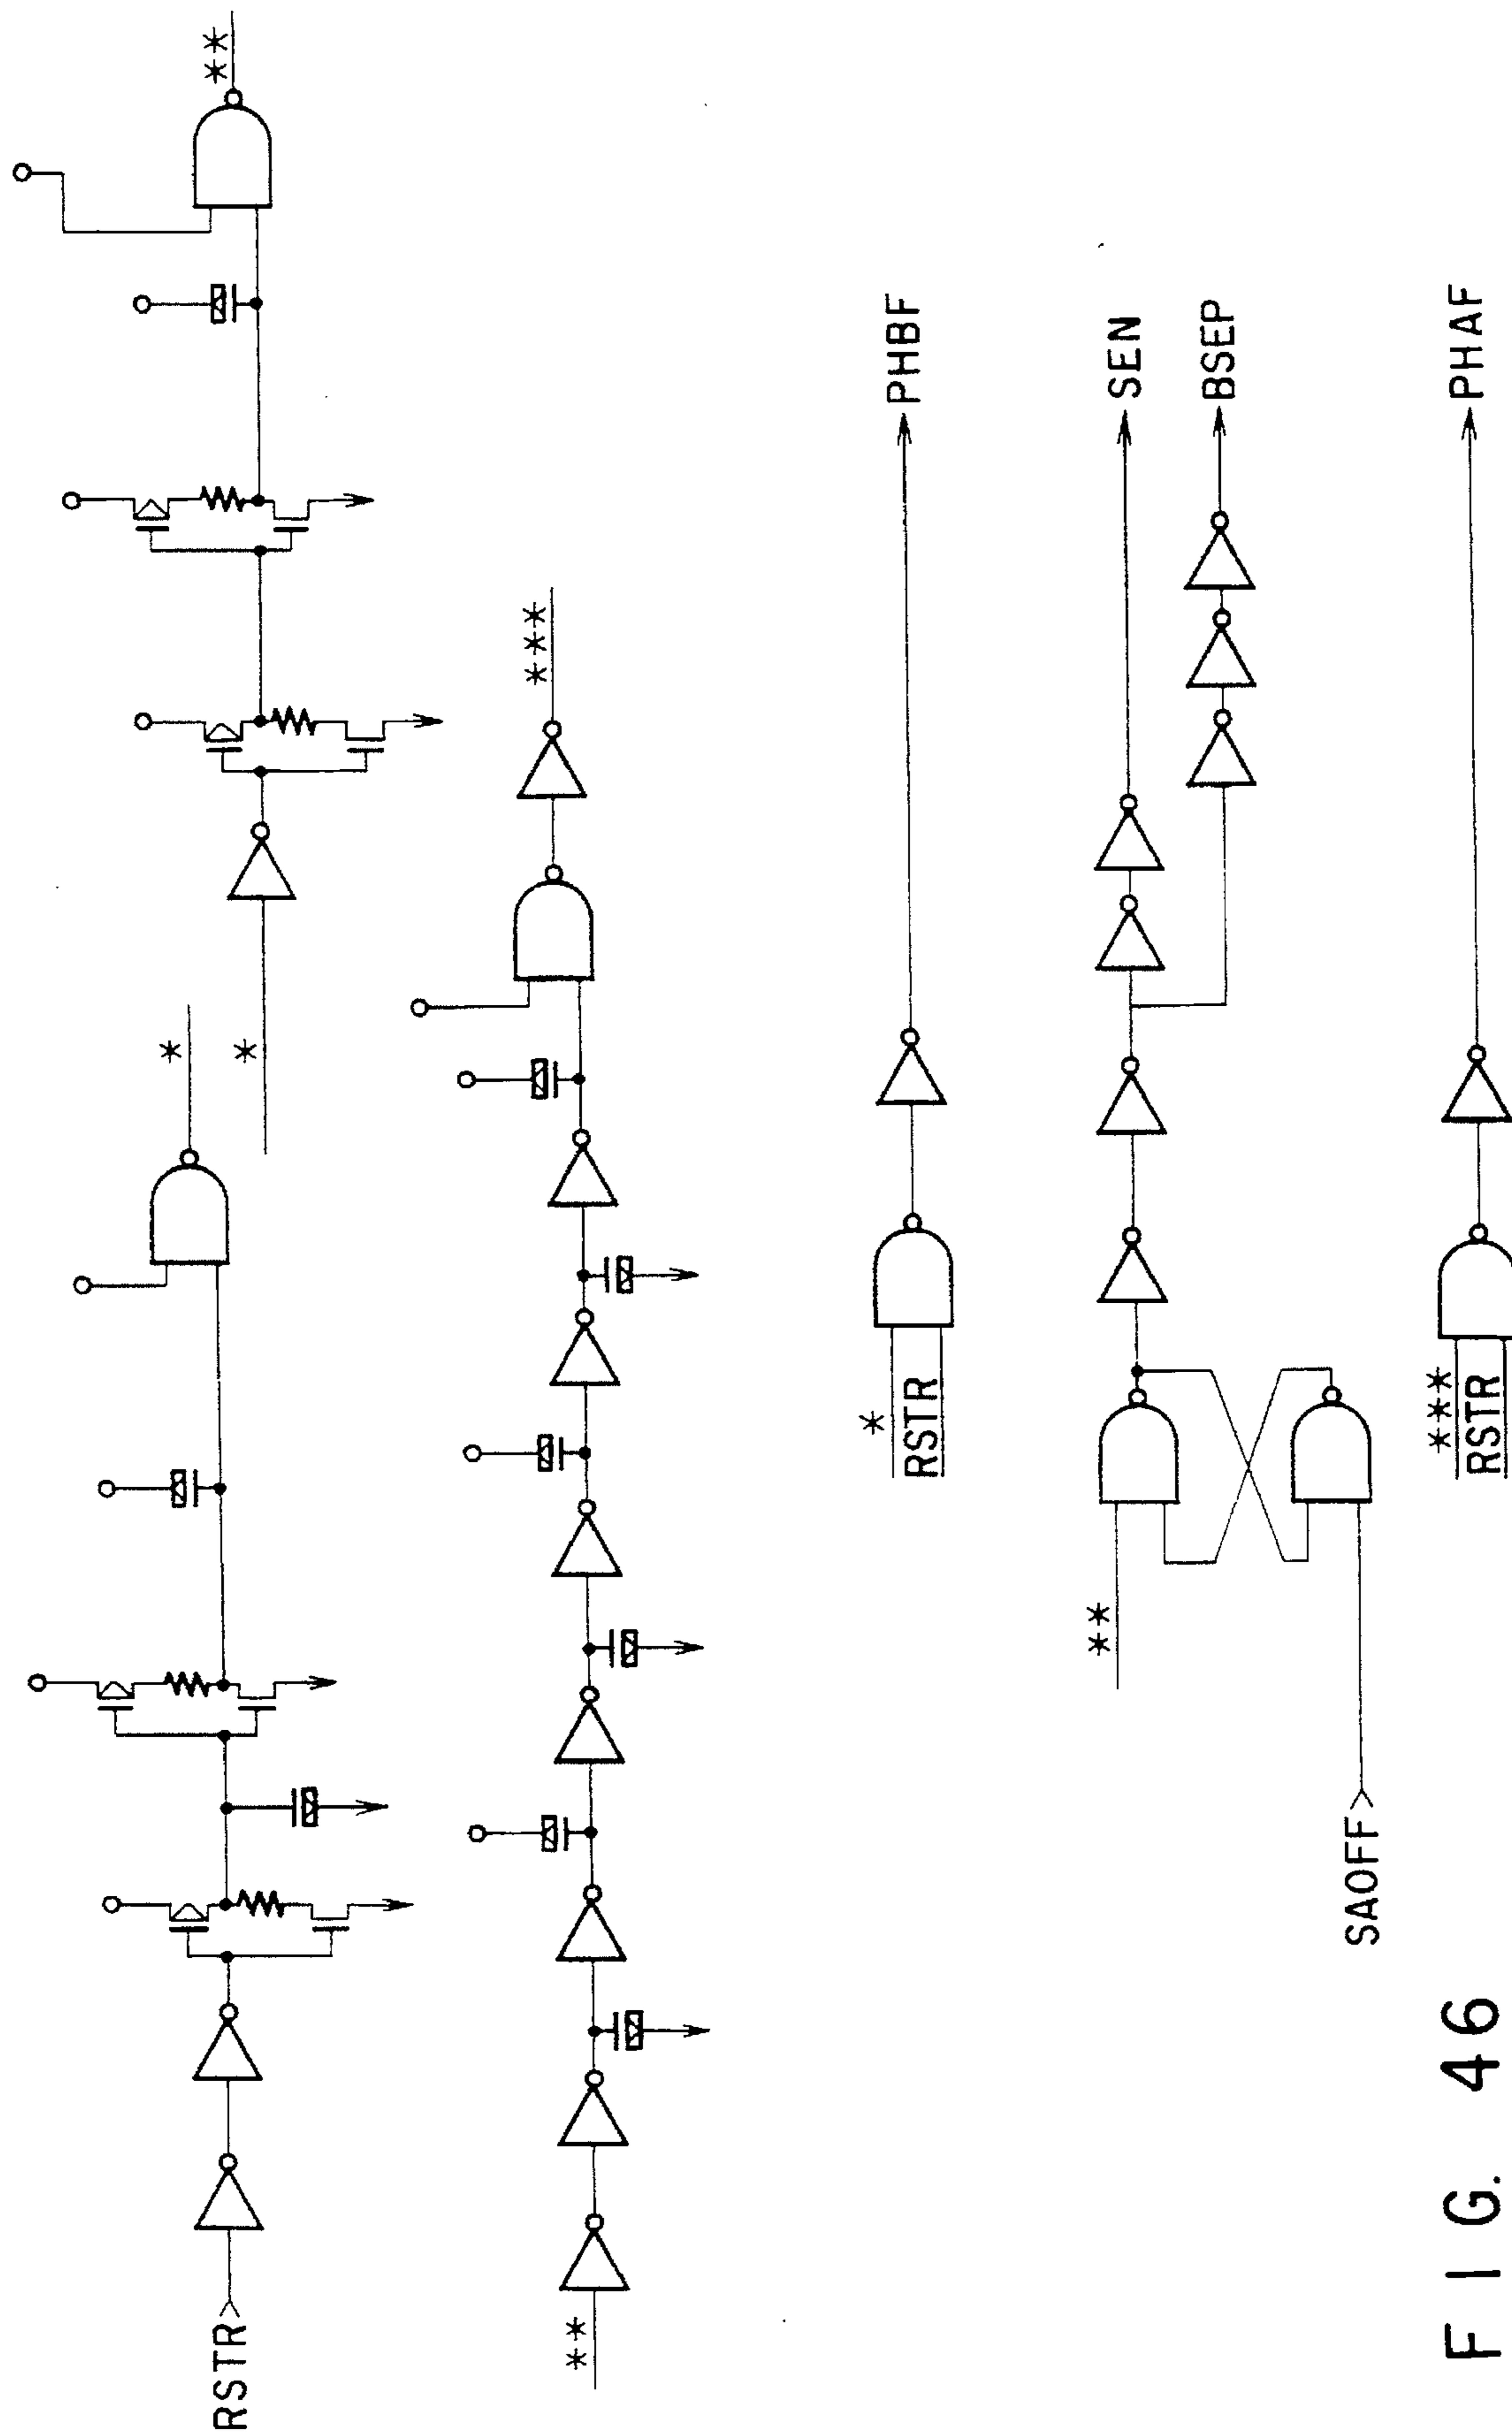 RSTR
*
*
**
**
***
*
RSTR
PHBF
**
SAOFF
SEN
BSEP
***
RSTR
PHAF
FIG. 46